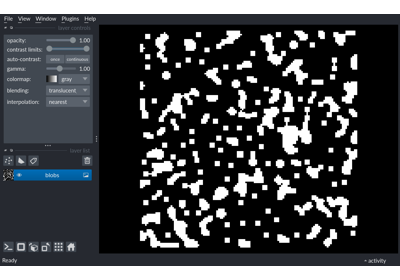 File View Window Plugins Help
layer controls
opacity: 1.00
contrast limits:
auto-contrast: once continuous
gamma: 1.00
colormap: gray
blending: translucent
interpolation: nearest
layer list
blobs
Ready
activity